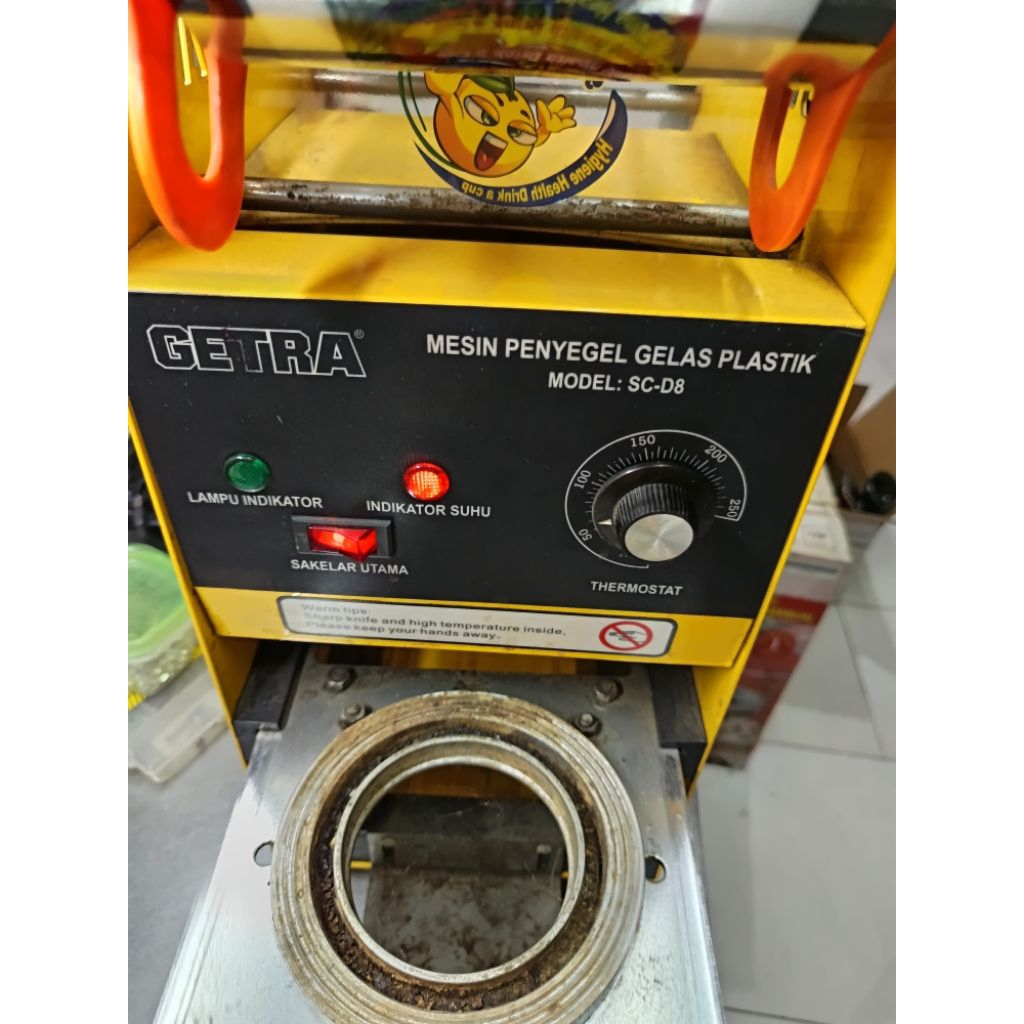 Hygiene Health Drink a cup
GETRA®
MESIN PENYEGEL GELAS PLASTIK
MODEL: SC-D8
LAMPU INDIKATOR
INDIKATOR SUHU
SAKELAR UTAMA
50
100
150
200
250
THERMOSTAT
Warm tips:
Sharp knife and high temperature inside,
Please keep your hands away.